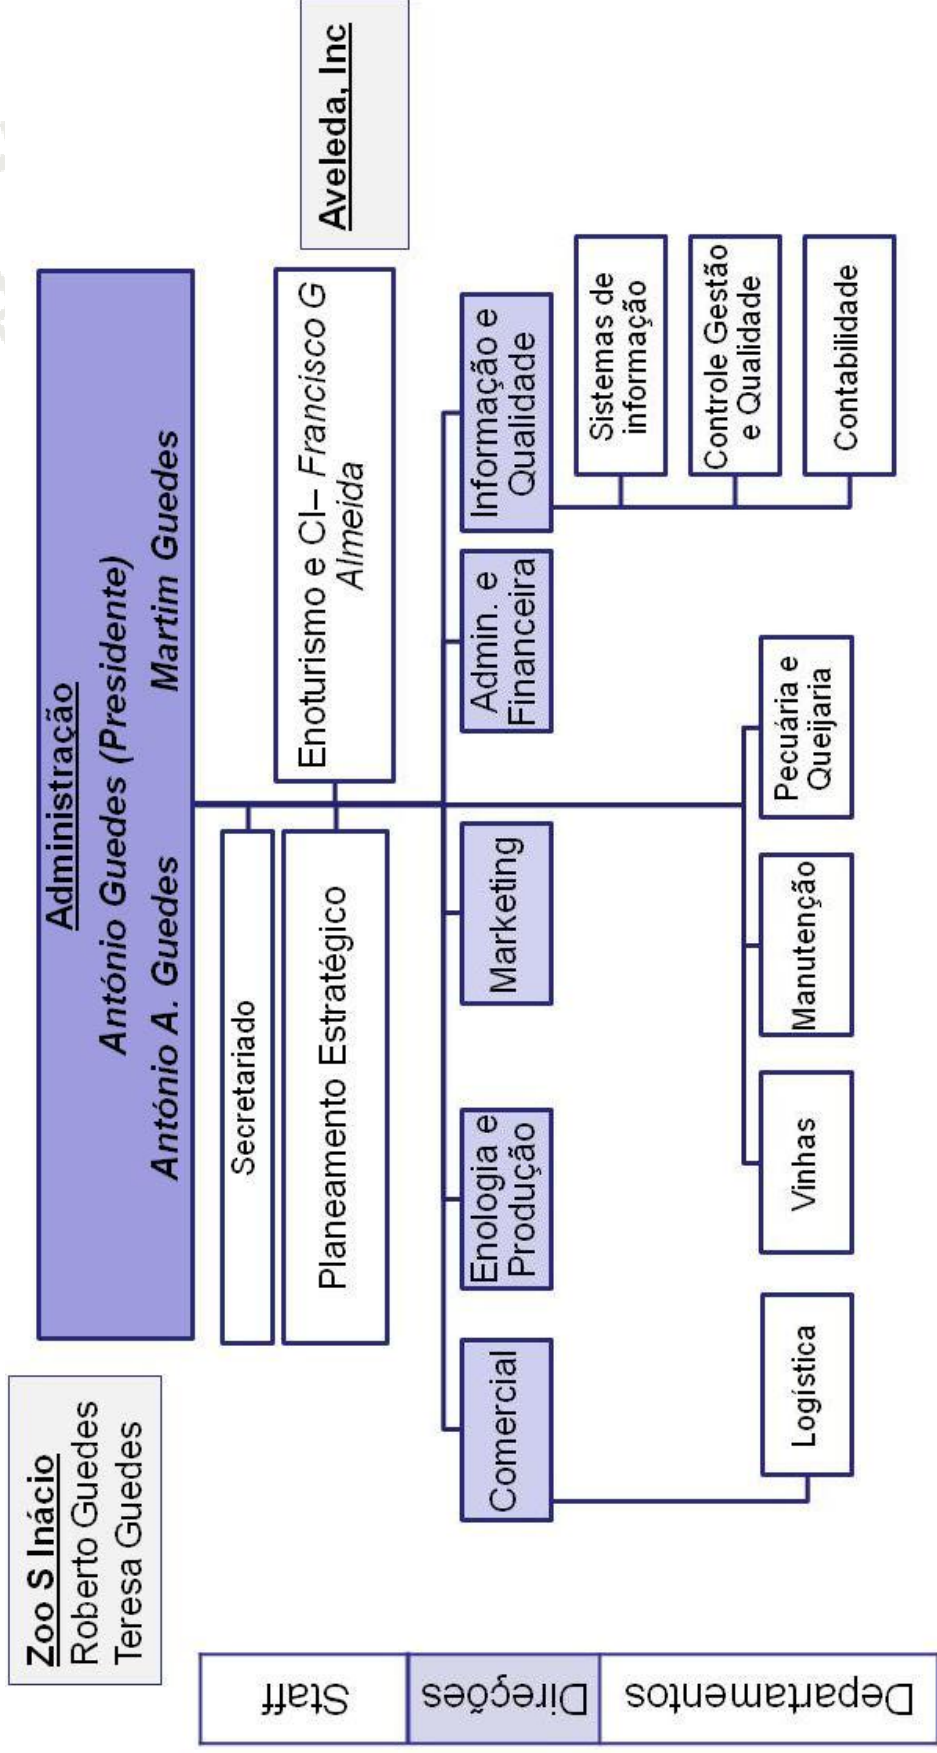 Zoo S Inácio
Roberto Guedes
Teresa Guedes
Administração
António Guedes (Presidente)
António A. Guedes Martim Guedes
Aveleda, Inc
Staff
Secretariado
Planeamento Estratégico
Enoturismo e CI– Francisco G
Almeida
Direções
Comercial
Enologia e
Produção
Marketing
Admin. e
Financeira
Informação e
Qualidade
Departamentos
Logística
Vinhas
Manutenção
Pecuária e
Queijaria
Sistemas de
informação
Controle Gestão
e Qualidade
Contabilidade